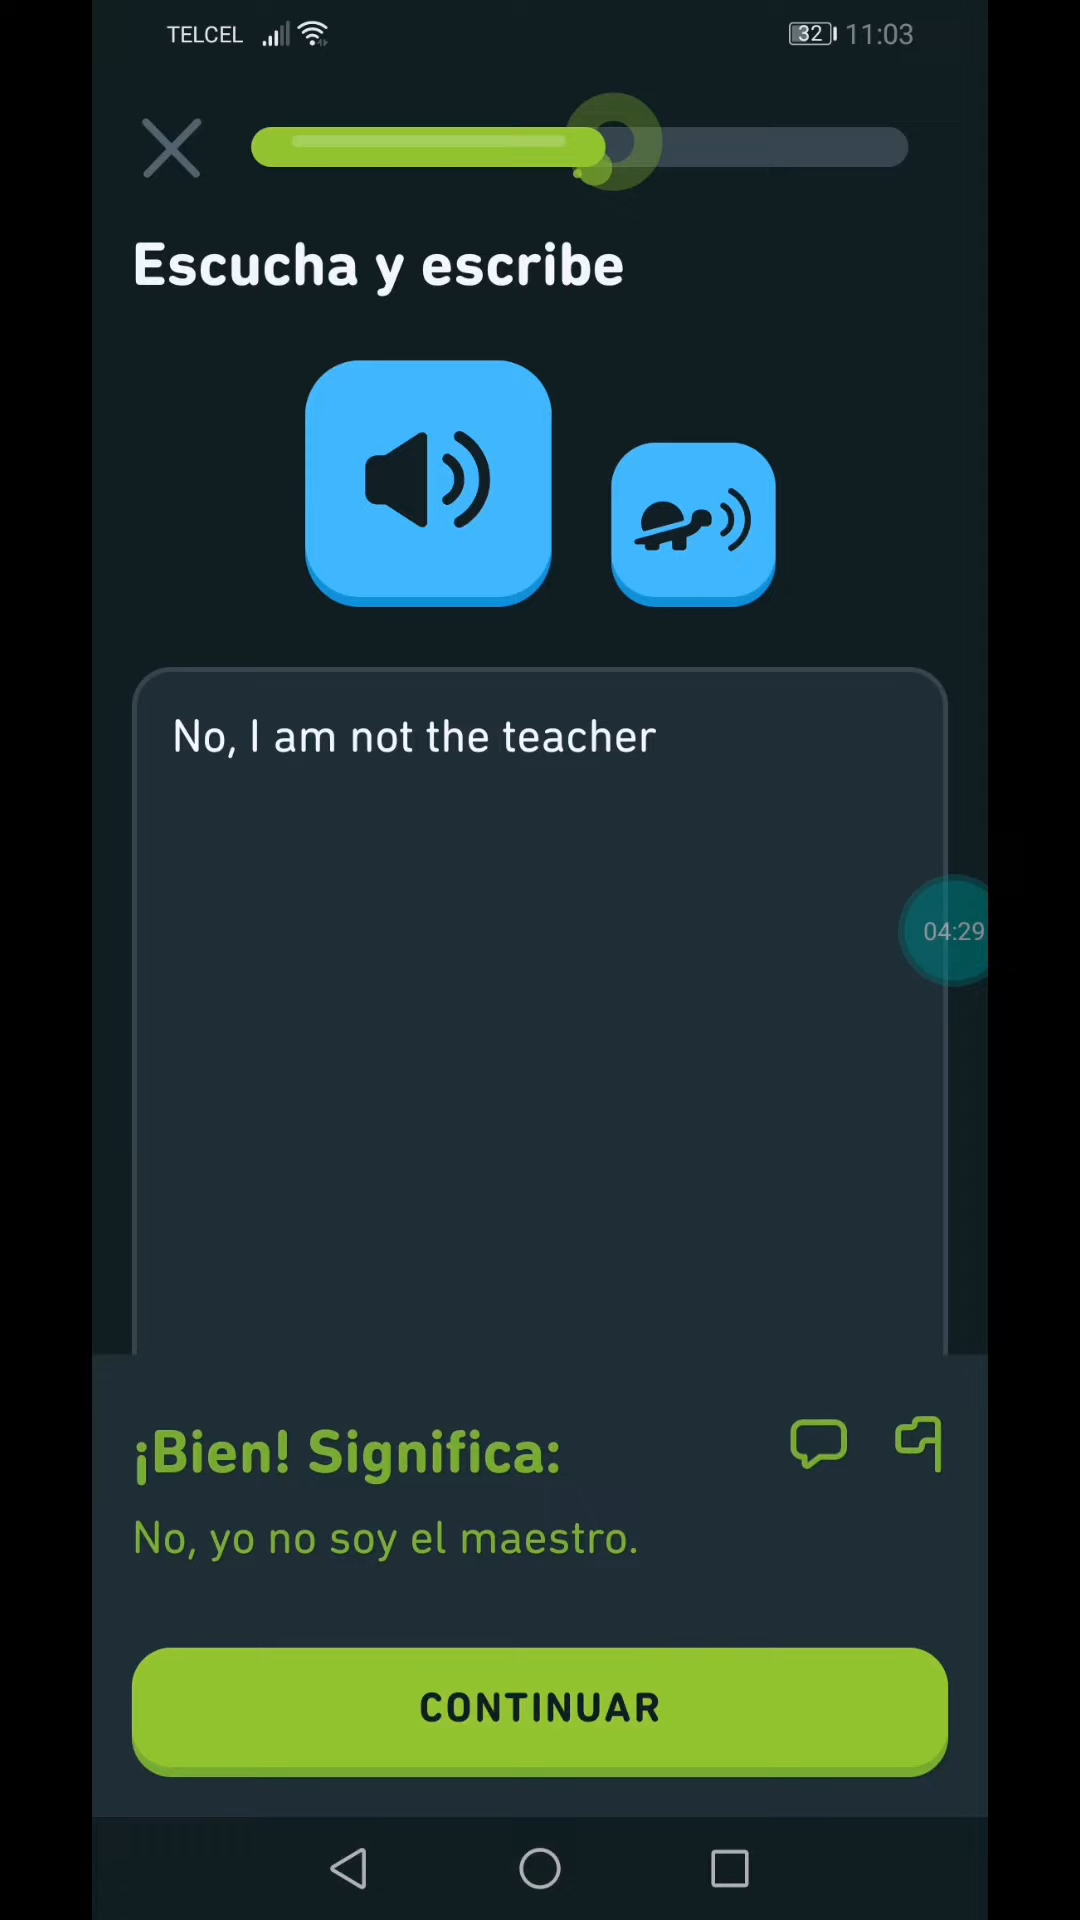 TELCEL 32 11:03
Escucha y escribe
No, I am not the teacher
04:29
¡Bien! Significa:
No, yo no soy el maestro.
CONTINUAR